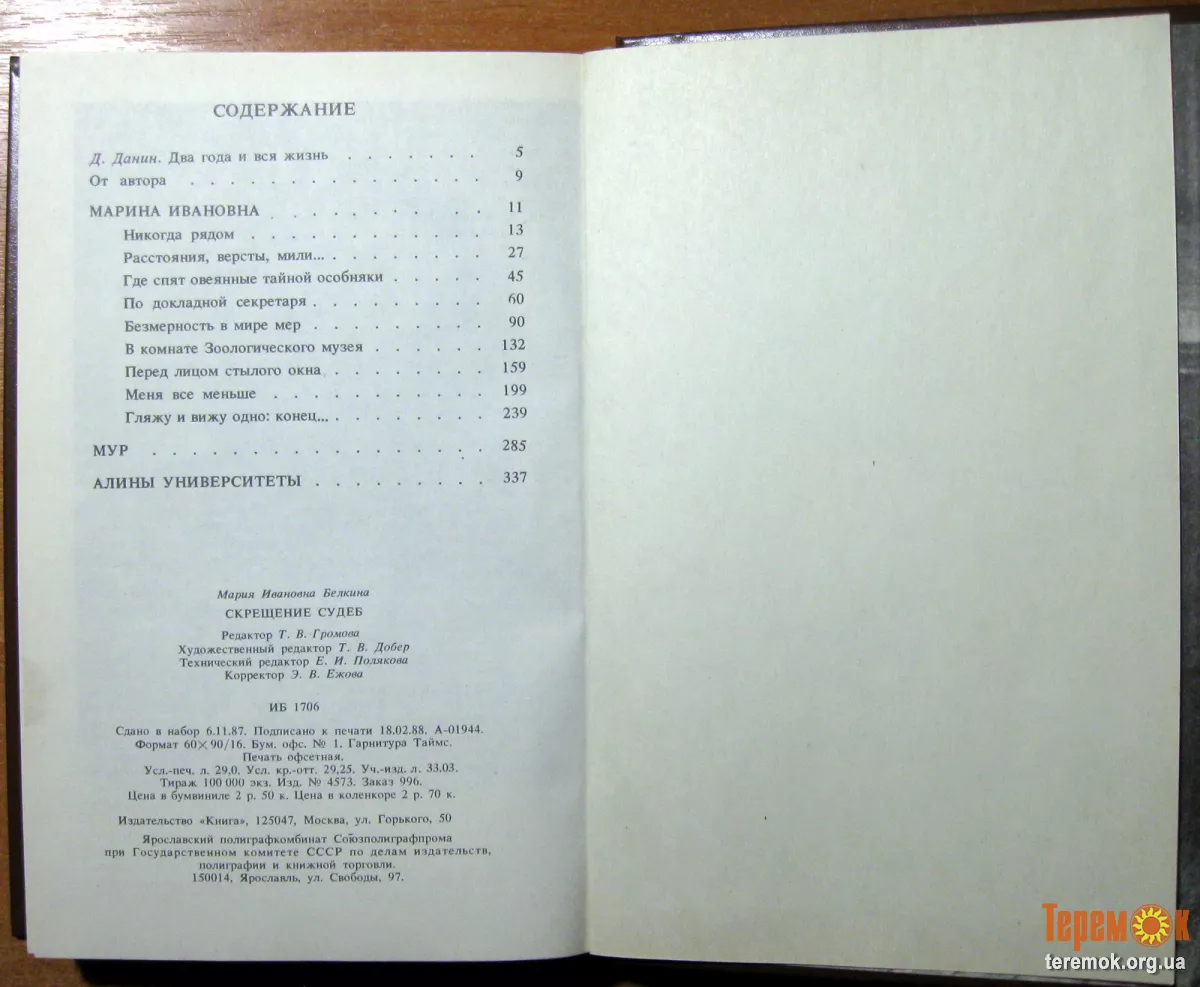 СОДЕРЖАНИЕ
Д. Данин. Два года и вся жизнь . . . . . . . 5
От автора . . . . . . . . . . . . . . . 9
МАРИНА ИВАНОВНА . . . . . . . . . 11
Никогда рядом . . . . . . . . . . . . 13
Расстояния, версты, мили... . . . . . . . . 27
Где спят овеянные тайной особняки . . . . . 45
По докладной секретаря . . . . . . . . . 60
Безмерность в мире мер . . . . . . . . . 90
В комнате Зоологического музея . . . . . . 132
Перед лицом стылого окна . . . . . . . . 159
Меня все меньше . . . . . . . . . . . 199
Гляжу и вижу одно: конец... . . . . . . . . 239
МУР . . . . . . . . . . . . . . . . . 285
АЛИНЫ УНИВЕРСИТЕТЫ . . . . . . . . . 337
Мария Ивановна Белкина
СКРЕЩЕНИЕ СУДЕБ
Редактор Т. В. Громова
Художественный редактор Т. В. Добер
Технический редактор Е. И. Полякова
Корректор Э. В. Ежова
ИБ 1706
Сдано в набор 6.11.87. Подписано к печати 18.02.88. А-01944.
Формат 60×90/16. Бум. офс. № 1. Гарнитура Таймс.
Печать офсетная.
Усл.-печ. л. 29,0. Усл. кр.-отт. 29,25. Уч.-изд. л. 33,03.
Тираж 100 000 экз. Изд. № 4573. Заказ 996.
Цена в бумвиниле 2 р. 50 к. Цена в коленкоре 2 р. 70 к.
Издательство «Книга», 125047, Москва, ул. Горького, 50
Ярославский полиграфкомбинат Союзполиграфпрома
при Государственном комитете СССР по делам издательств,
полиграфии и книжной торговли.
150014, Ярославль, ул. Свободы, 97.
Теремок
teremok.org.ua